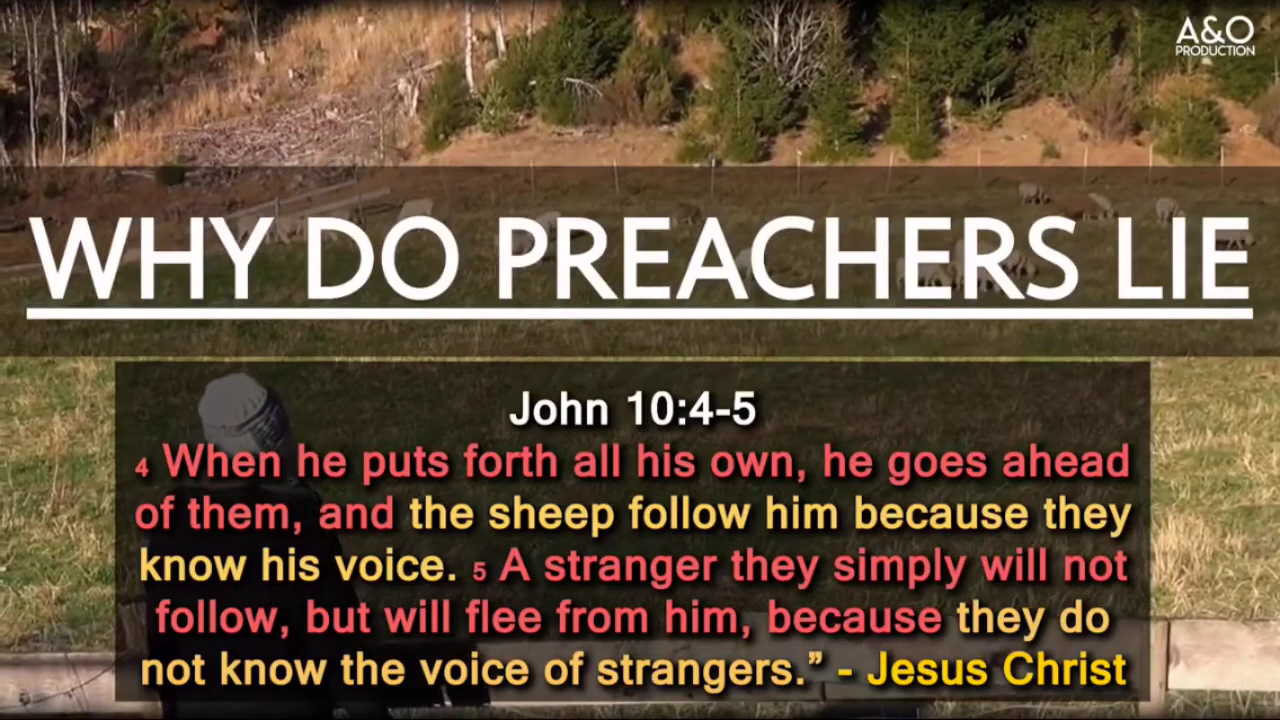 A&O
PRODUCTION
WHY DO PREACHERS LIE
John 10:4-5
4 When he puts forth all his own, he goes ahead
of them, and the sheep follow him because they
know his voice. 5 A stranger they simply will not
follow, but will flee from him, because they do
not know the voice of strangers.” - Jesus Christ